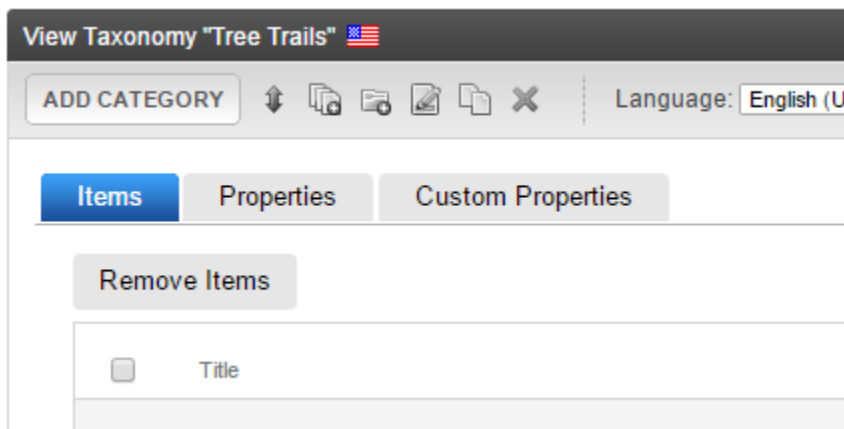 View Taxonomy "Tree Trails"
ADD CATEGORY Language: English (U
Items Properties Custom Properties
Remove Items
Title